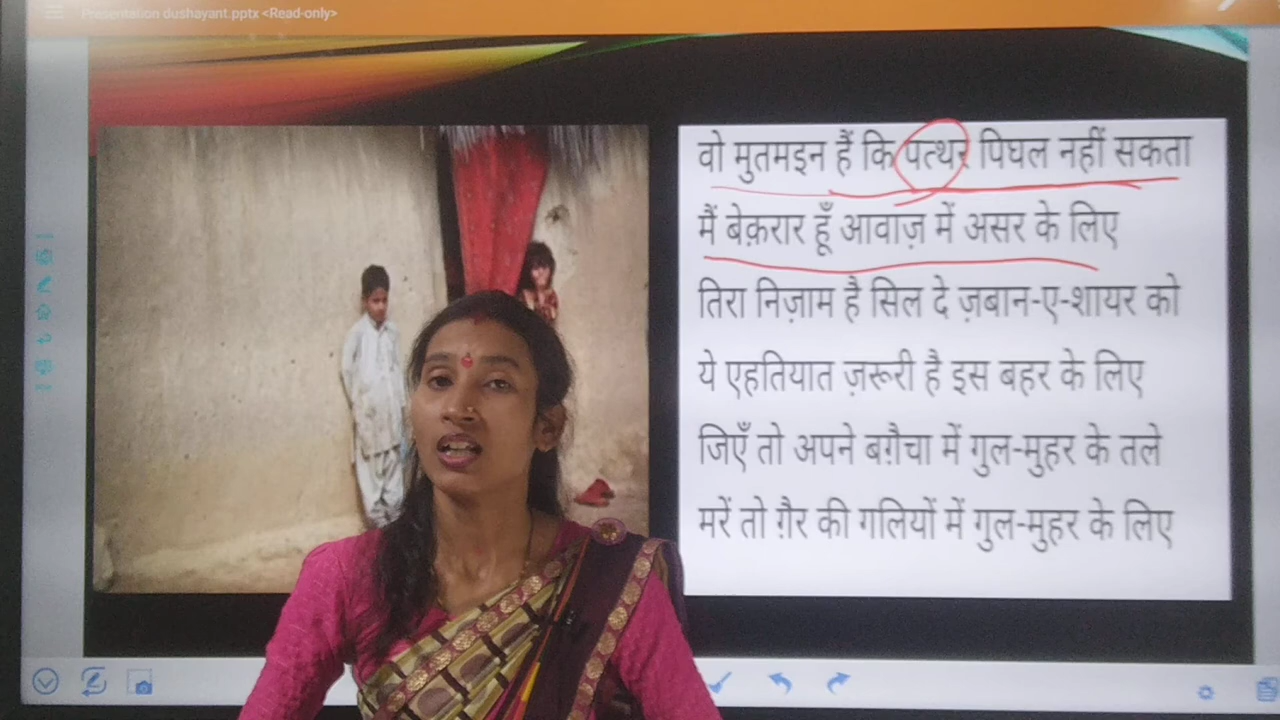 Presentation dushayant.pptx <Read-only>
वो मुतमइन हैं कि पत्थर पिघल नहीं सकता
मैं बेक़रार हूँ आवाज़ में असर के लिए
तिरा निज़ाम है सिल दे ज़बान-ए-शायर को
ये एहतियात ज़रूरी है इस बहर के लिए
जिएँ तो अपने बग़ैचा में गुल-मुहर के तले
मरें तो ग़ैर की गलियों में गुल-मुहर के लिए